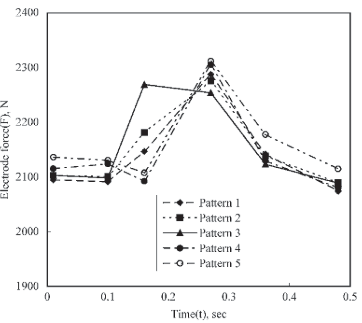 2400
2300
2200
2100
2000
1900
Electrode force(F), N
Pattern 1
Pattern 2
Pattern 3
Pattern 4
Pattern 5
0
0.1
0.2
0.3
0.4
0.5
Time(t), sec